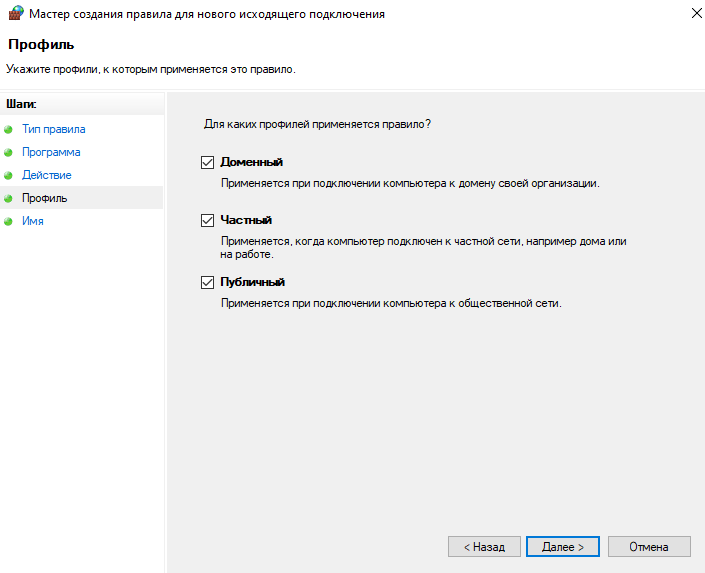 Мастер создания правила для нового исходящего подключения
Профиль
Укажите профили, к которым применяется это правило.
Шаги:
Тип правила
Программа
Действие
Профиль
Имя
Для каких профилей применяется правило?
Доменный
Применяется при подключении компьютера к домену своей организации.
Частный
Применяется, когда компьютер подключен к частной сети, например дома или
на работе.
Публичный
Применяется при подключении компьютера к общественной сети.
< Назад
Далее >
Отмена